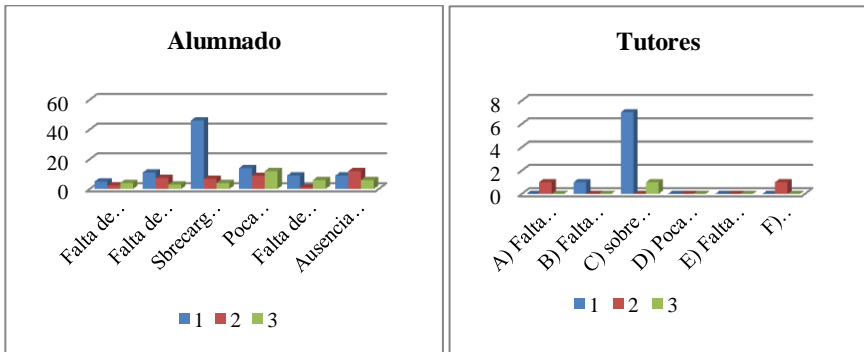 Alumnado
60
40
20
0
Falta de...
Falta de...
Sbrecarg...
Poca...
Falta de...
Ausencia...
1 2 3
Tutores
8
6
4
2
0
A) Falta...
B) Falta...
C) sobre...
D) Poca...
E) Falta...
F)...
1 2 3